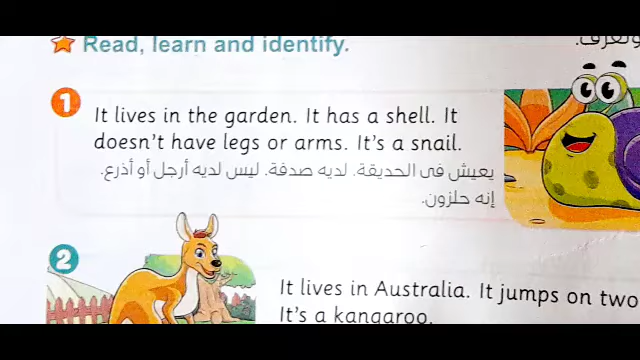 Read, learn and identify.
1
It lives in the garden. It has a shell. It
doesn't have legs or arms. It's a snail.
يعيش فى الحديقة. لديه صدفة. ليس لديه أرجل أو أذرع.
إنه حلزون.
2
It lives in Australia. It jumps on two
It's a kangaroo.